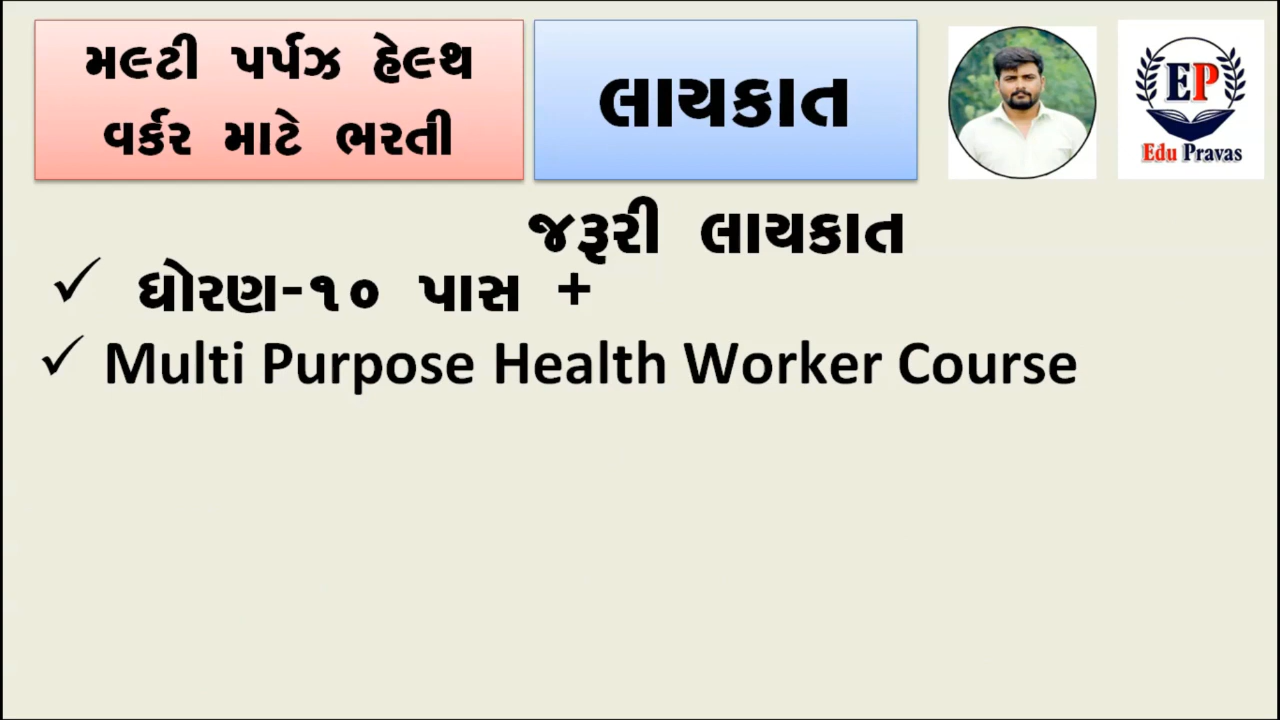 મલ્ટી પર્પઝ હેલ્થ
વર્કર માટે ભરતી
લાયકાત
EP
Edu Pravas
જરૂરી લાયકાત
✓ ધોરણ-૧૦ પાસ +
✓ Multi Purpose Health Worker Course